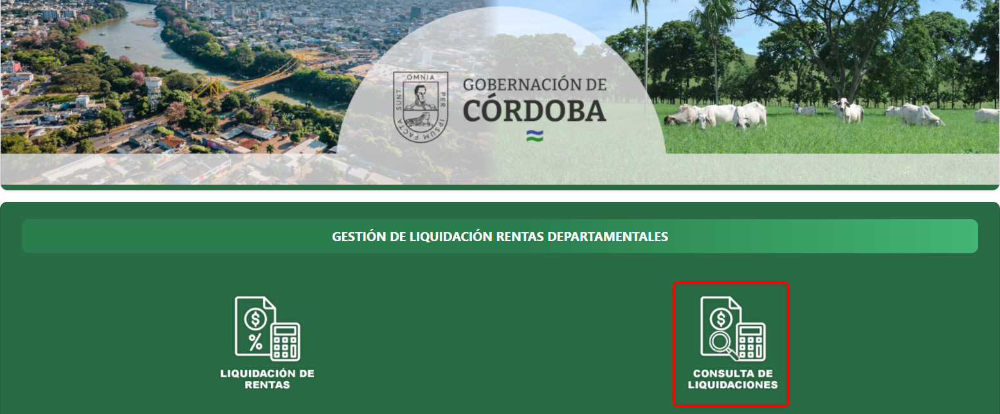 OMNIA
SUNT
PER
IPSUM FACTA
GOBERNACIÓN DE
CÓRDOBA
GESTIÓN DE LIQUIDACIÓN RENTAS DEPARTAMENTALES
$
%
LIQUIDACIÓN DE
RENTAS
$
CONSULTA DE
LIQUIDACIONES